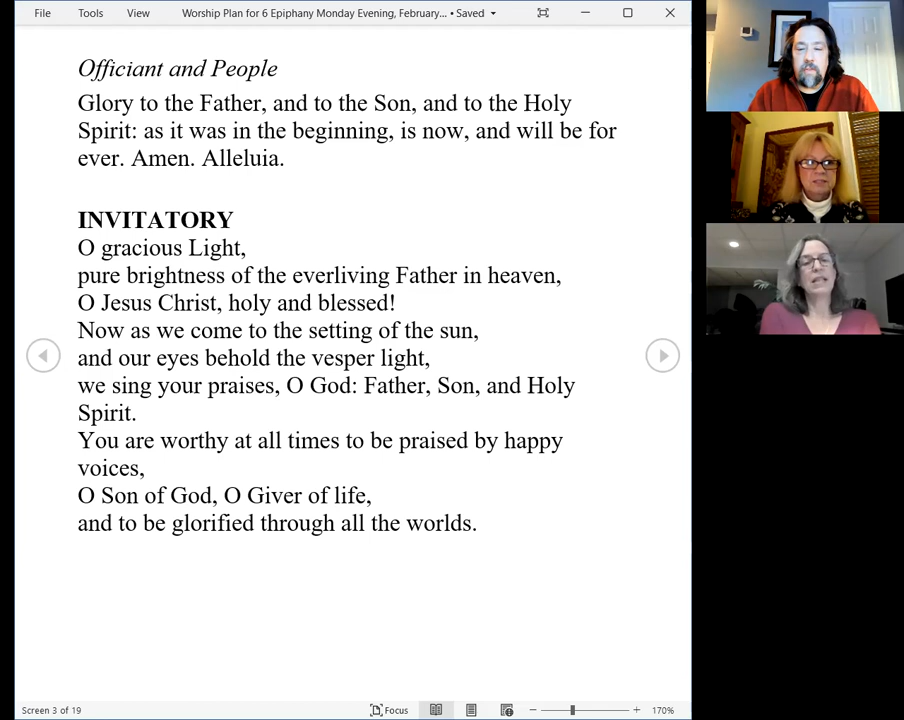 File Tools View Worship Plan for 6 Epiphany Monday Evening, February... • Saved
Officiant and People
Glory to the Father, and to the Son, and to the Holy
Spirit: as it was in the beginning, is now, and will be for
ever. Amen. Alleluia.
INVITATORY
O gracious Light,
pure brightness of the everliving Father in heaven,
O Jesus Christ, holy and blessed!
Now as we come to the setting of the sun,
and our eyes behold the vesper light,
we sing your praises, O God: Father, Son, and Holy
Spirit.
You are worthy at all times to be praised by happy
voices,
O Son of God, O Giver of life,
and to be glorified through all the worlds.
Screen 3 of 19 Focus 170%